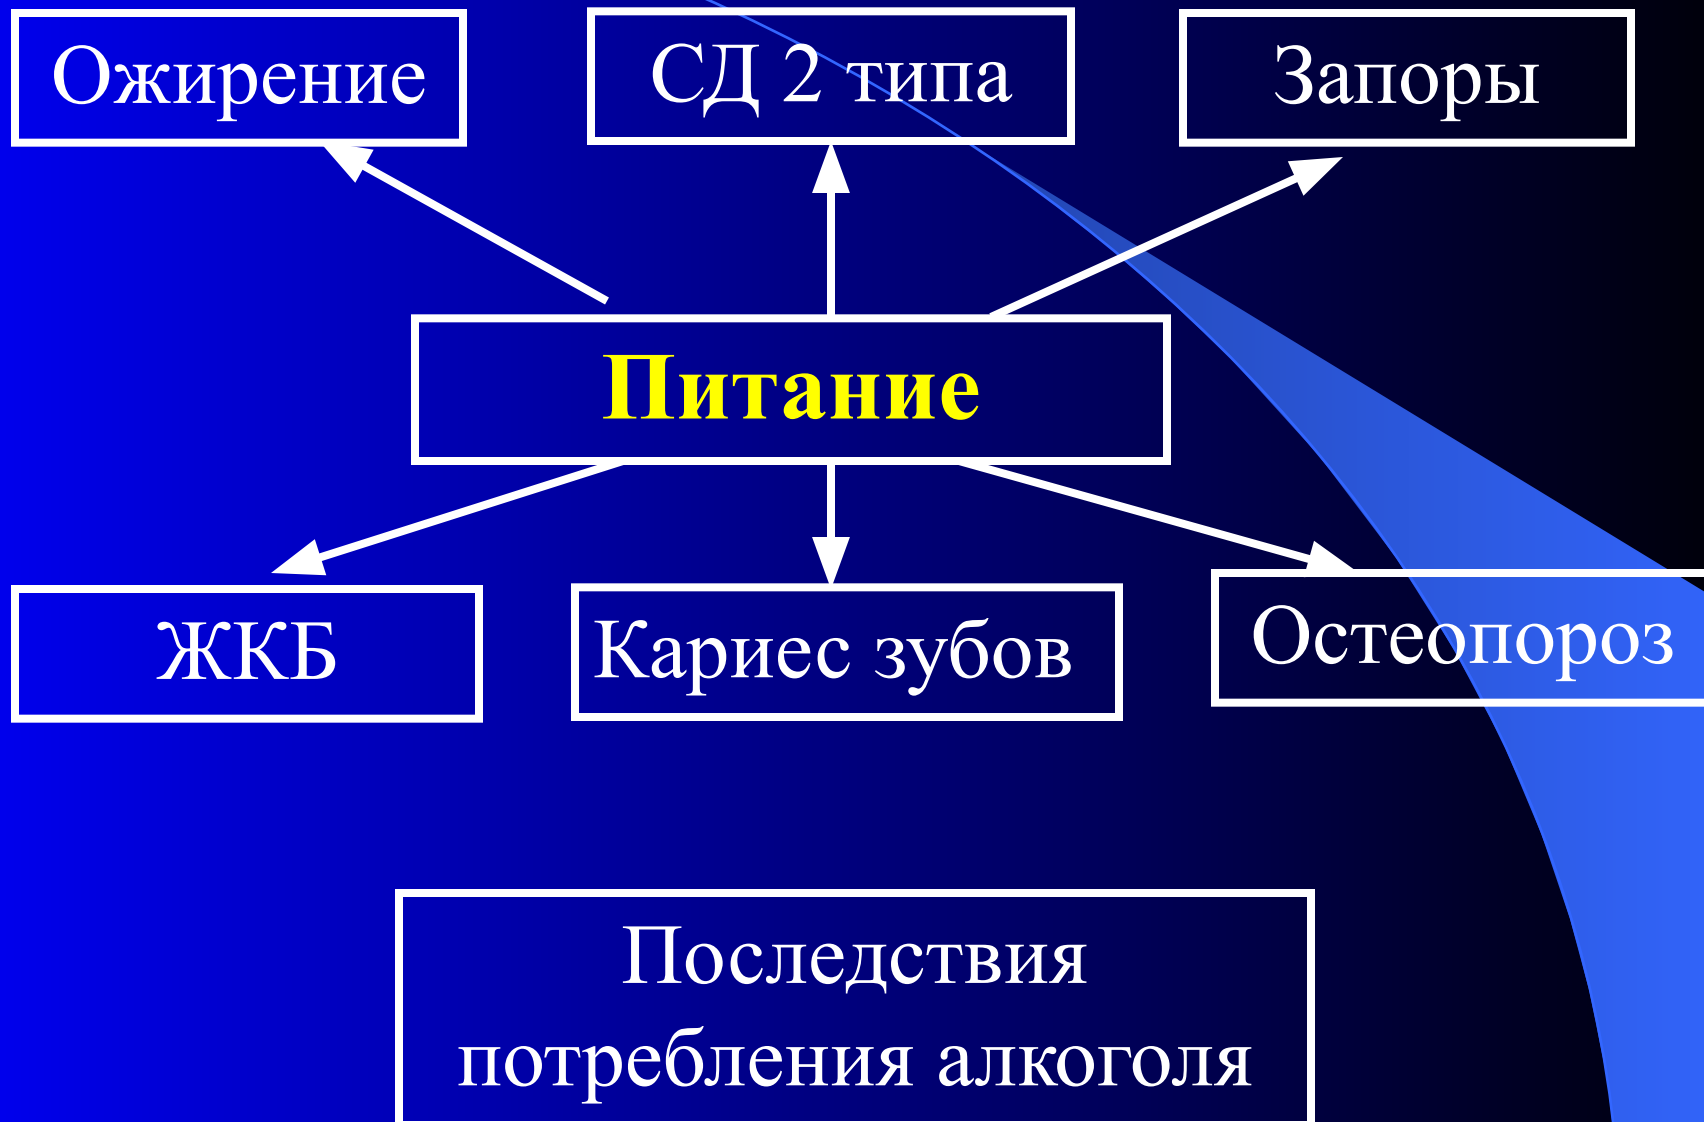 Ожирение
СД 2 типа
Запоры
Питание
ЖКБ
Кариес зубов
Остеопороз
Последствия
потребления алкоголя